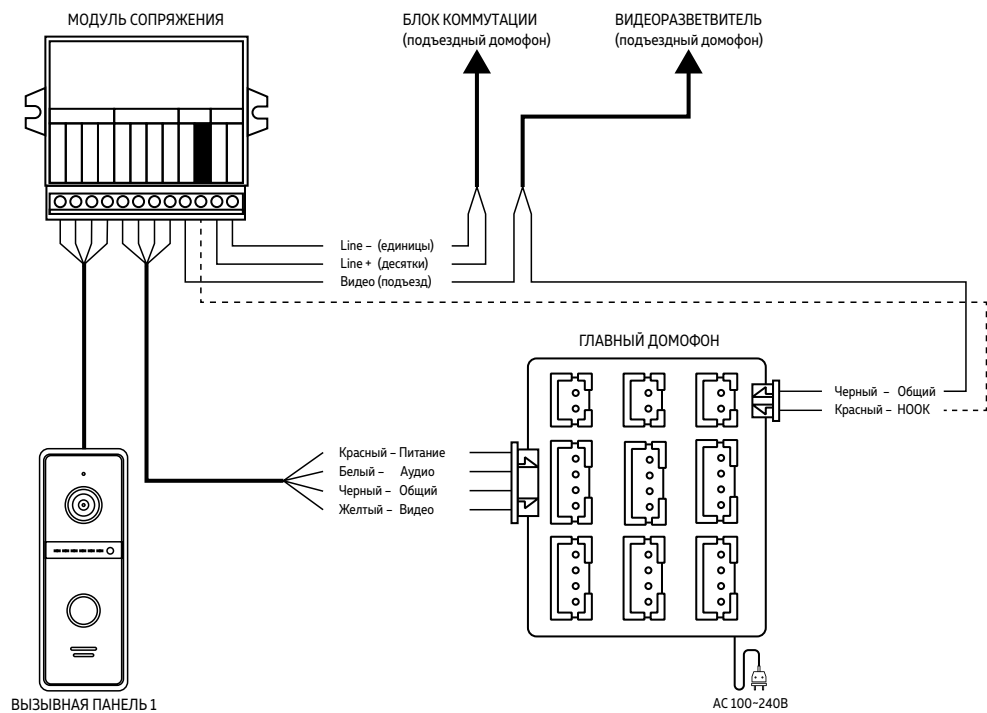 МОДУЛЬ СОПРЯЖЕНИЯ
БЛОК КОММУТАЦИИ
(подъездный домофон)
ВИДЕОРАЗВЕТВИТЕЛЬ
(подъездный домофон)
Line – (единицы)
Line + (десятки)
Видео (подъезд)
ГЛАВНЫЙ ДОМОФОН
Черный – Общий
Красный – HOOK
Красный – Питание
Белый – Аудио
Черный – Общий
Желтый – Видео
ВЫЗЫВНАЯ ПАНЕЛЬ 1
AC 100~240В